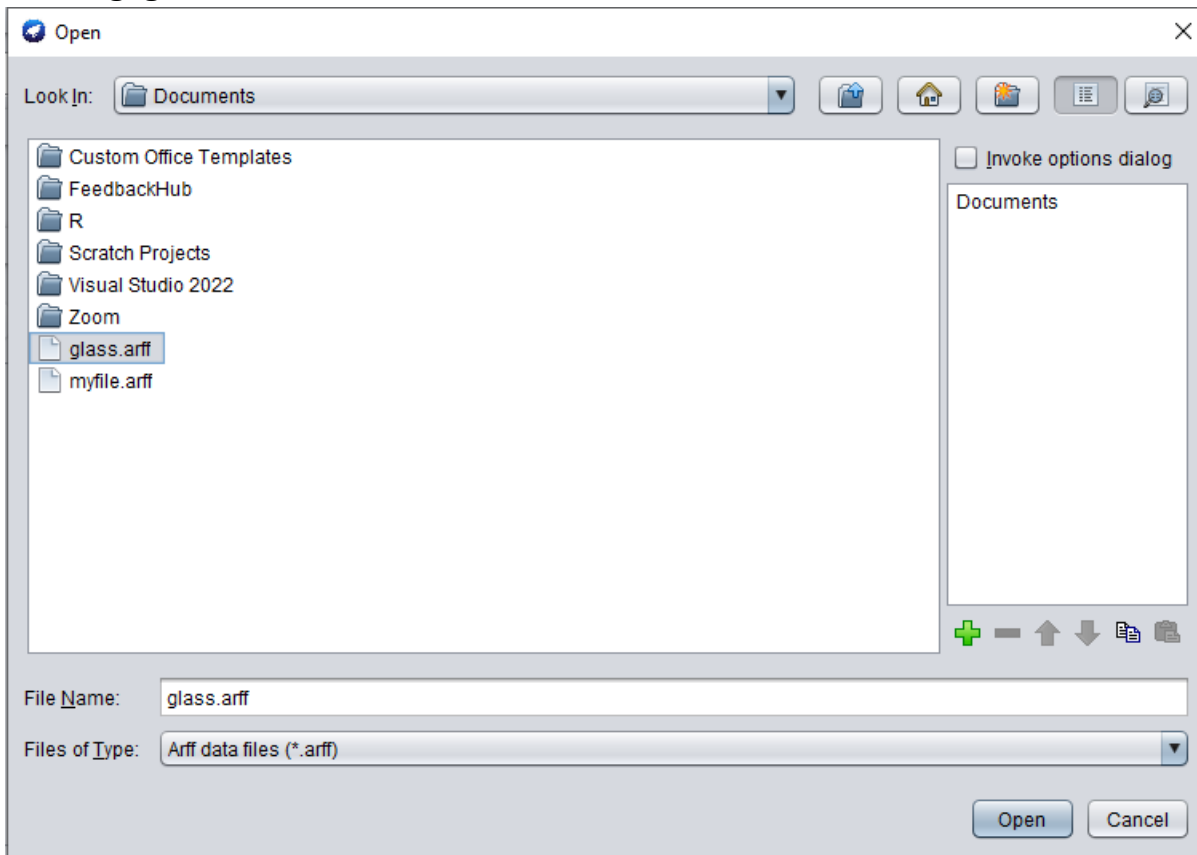 Open
Look In: Documents
Custom Office Templates
FeedbackHub
R
Scratch Projects
Visual Studio 2022
Zoom
glass.arff
myfile.arff
Invoke options dialog
Documents
File Name: glass.arff
Files of Type: Arff data files (*.arff)
Open Cancel